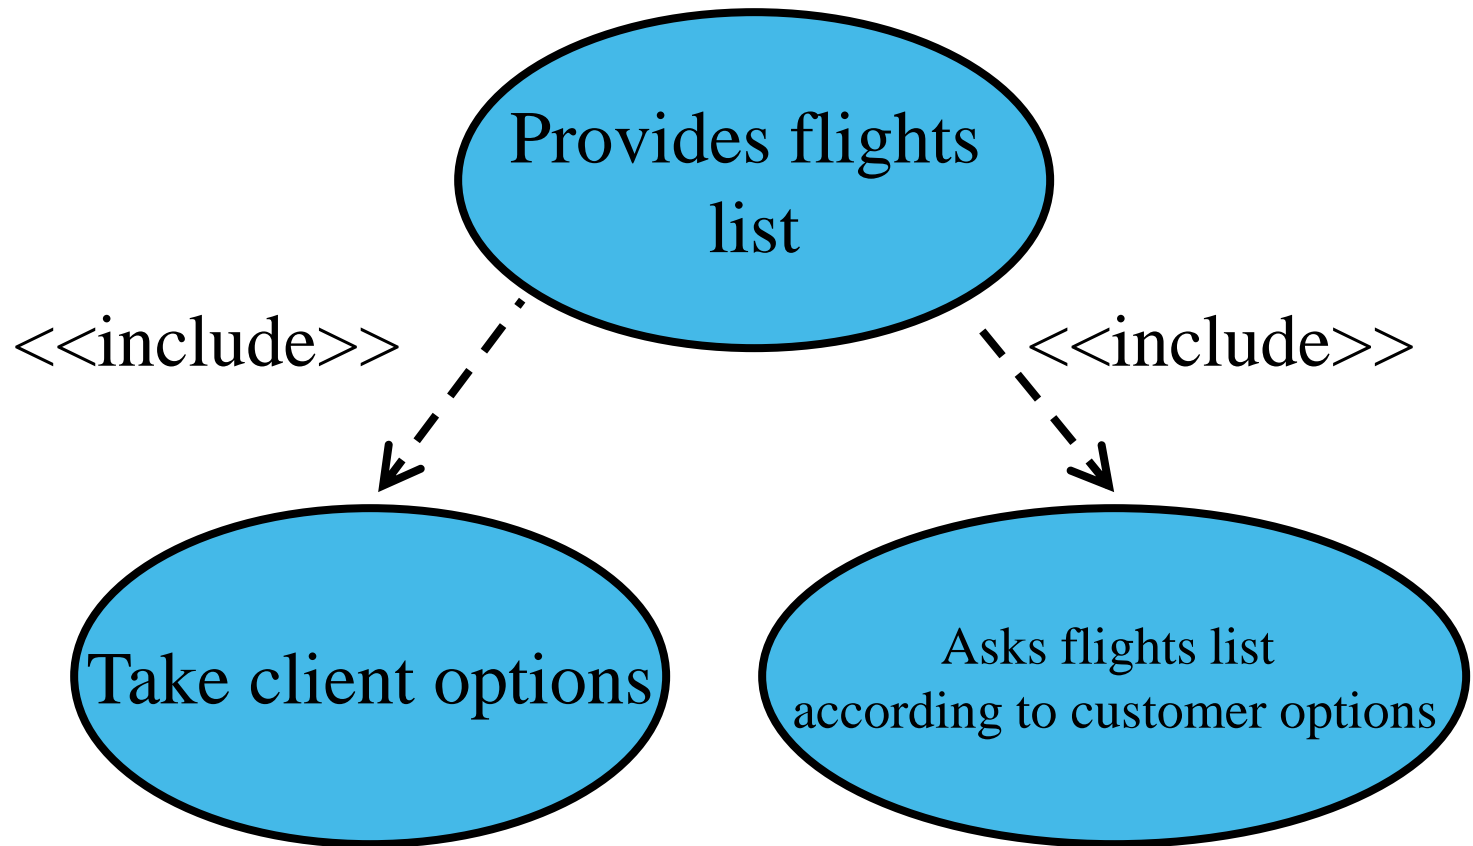 Provides flights
list
<<include>>
<<include>>
Take client options
Asks flights list
according to customer options